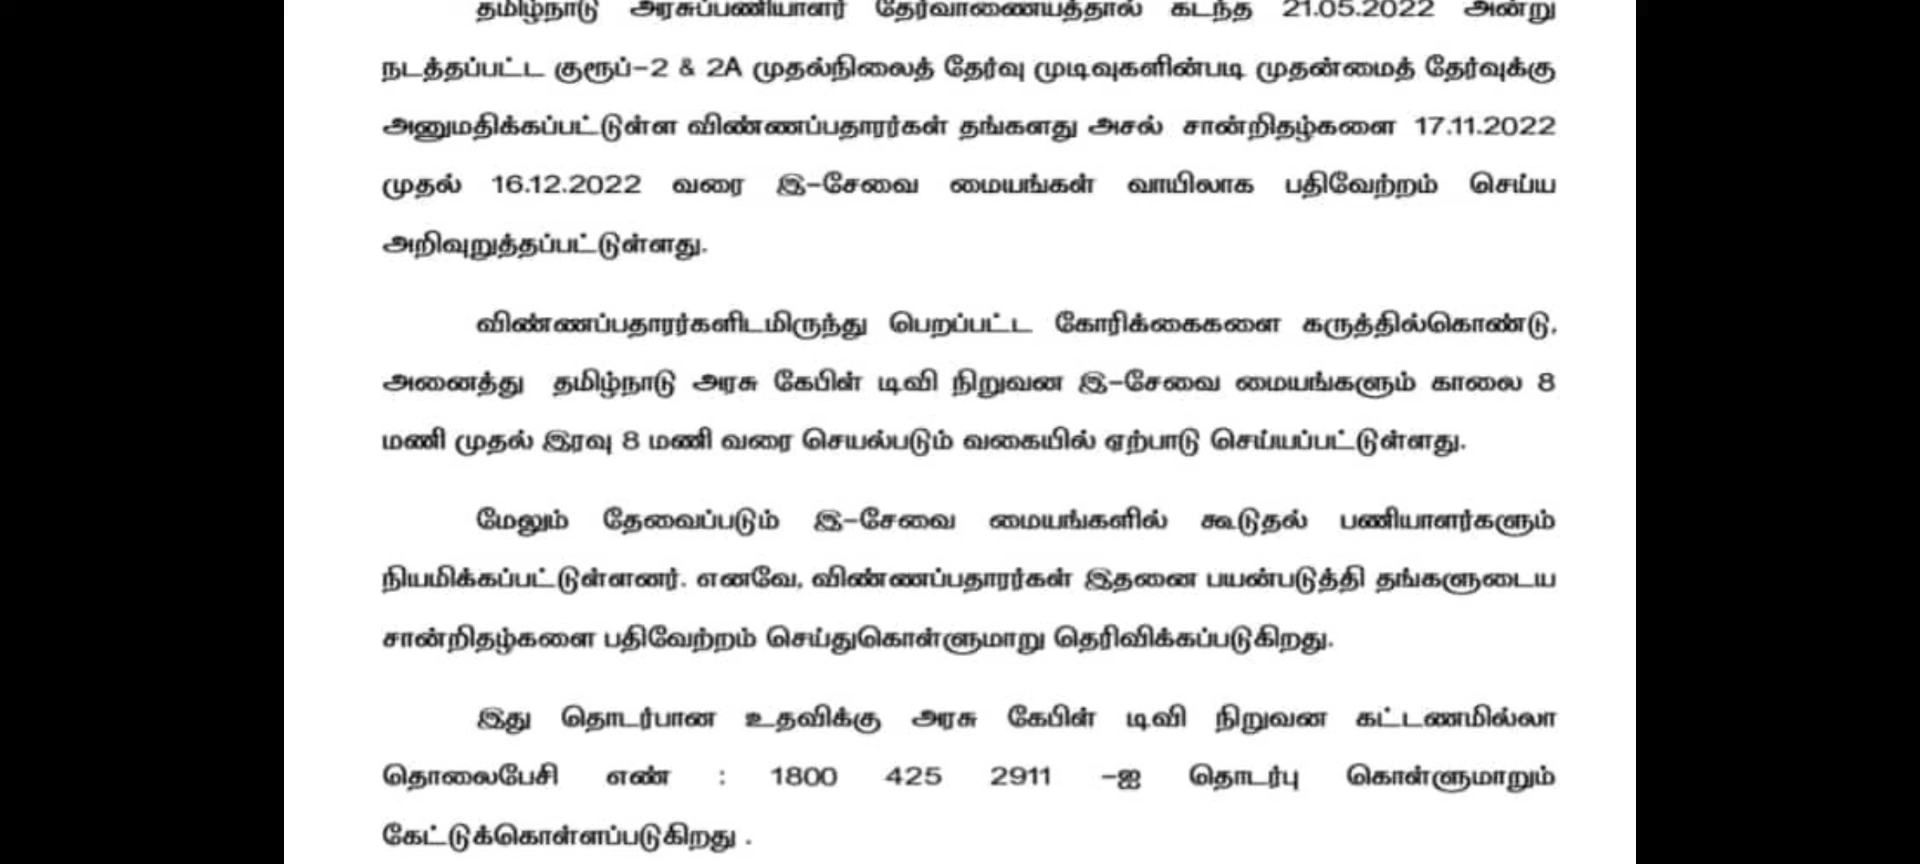 தமிழ்நாடு அரசுப்பணியாளர் தேர்வாணையத்தால் கடந்த 21.05.2022 அன்று
நடத்தப்பட்ட குரூப்-2 & 2A முதல்நிலைத் தேர்வு முடிவுகளின்படி முதன்மைத் தேர்வுக்கு
அனுமதிக்கப்பட்டுள்ள விண்ணப்பதாரர்கள் தங்களது அசல் சான்றிதழ்களை 17.11.2022
முதல் 16.12.2022 வரை இ-சேவை மையங்கள் வாயிலாக பதிவேற்றம் செய்ய
அறிவுறுத்தப்பட்டுள்ளது.
விண்ணப்பதாரர்களிடமிருந்து பெறப்பட்ட கோரிக்கைகளை கருத்தில்கொண்டு,
அனைத்து தமிழ்நாடு அரசு கேபிள் டிவி நிறுவன இ-சேவை மையங்களும் காலை 8
மணி முதல் இரவு 8 மணி வரை செயல்படும் வகையில் ஏற்பாடு செய்யப்பட்டுள்ளது.
மேலும் தேவைப்படும் இ-சேவை மையங்களில் கூடுதல் பணியாளர்களும்
நியமிக்கப்பட்டுள்ளனர். எனவே, விண்ணப்பதாரர்கள் இதனை பயன்படுத்தி தங்களுடைய
சான்றிதழ்களை பதிவேற்றம் செய்துகொள்ளுமாறு தெரிவிக்கப்படுகிறது.
இது தொடர்பான உதவிக்கு அரசு கேபிள் டிவி நிறுவன கட்டணமில்லா
தொலைபேசி எண் : 1800 425 2911 -ஐ தொடர்பு கொள்ளுமாறும்
கேட்டுக்கொள்ளப்படுகிறது .